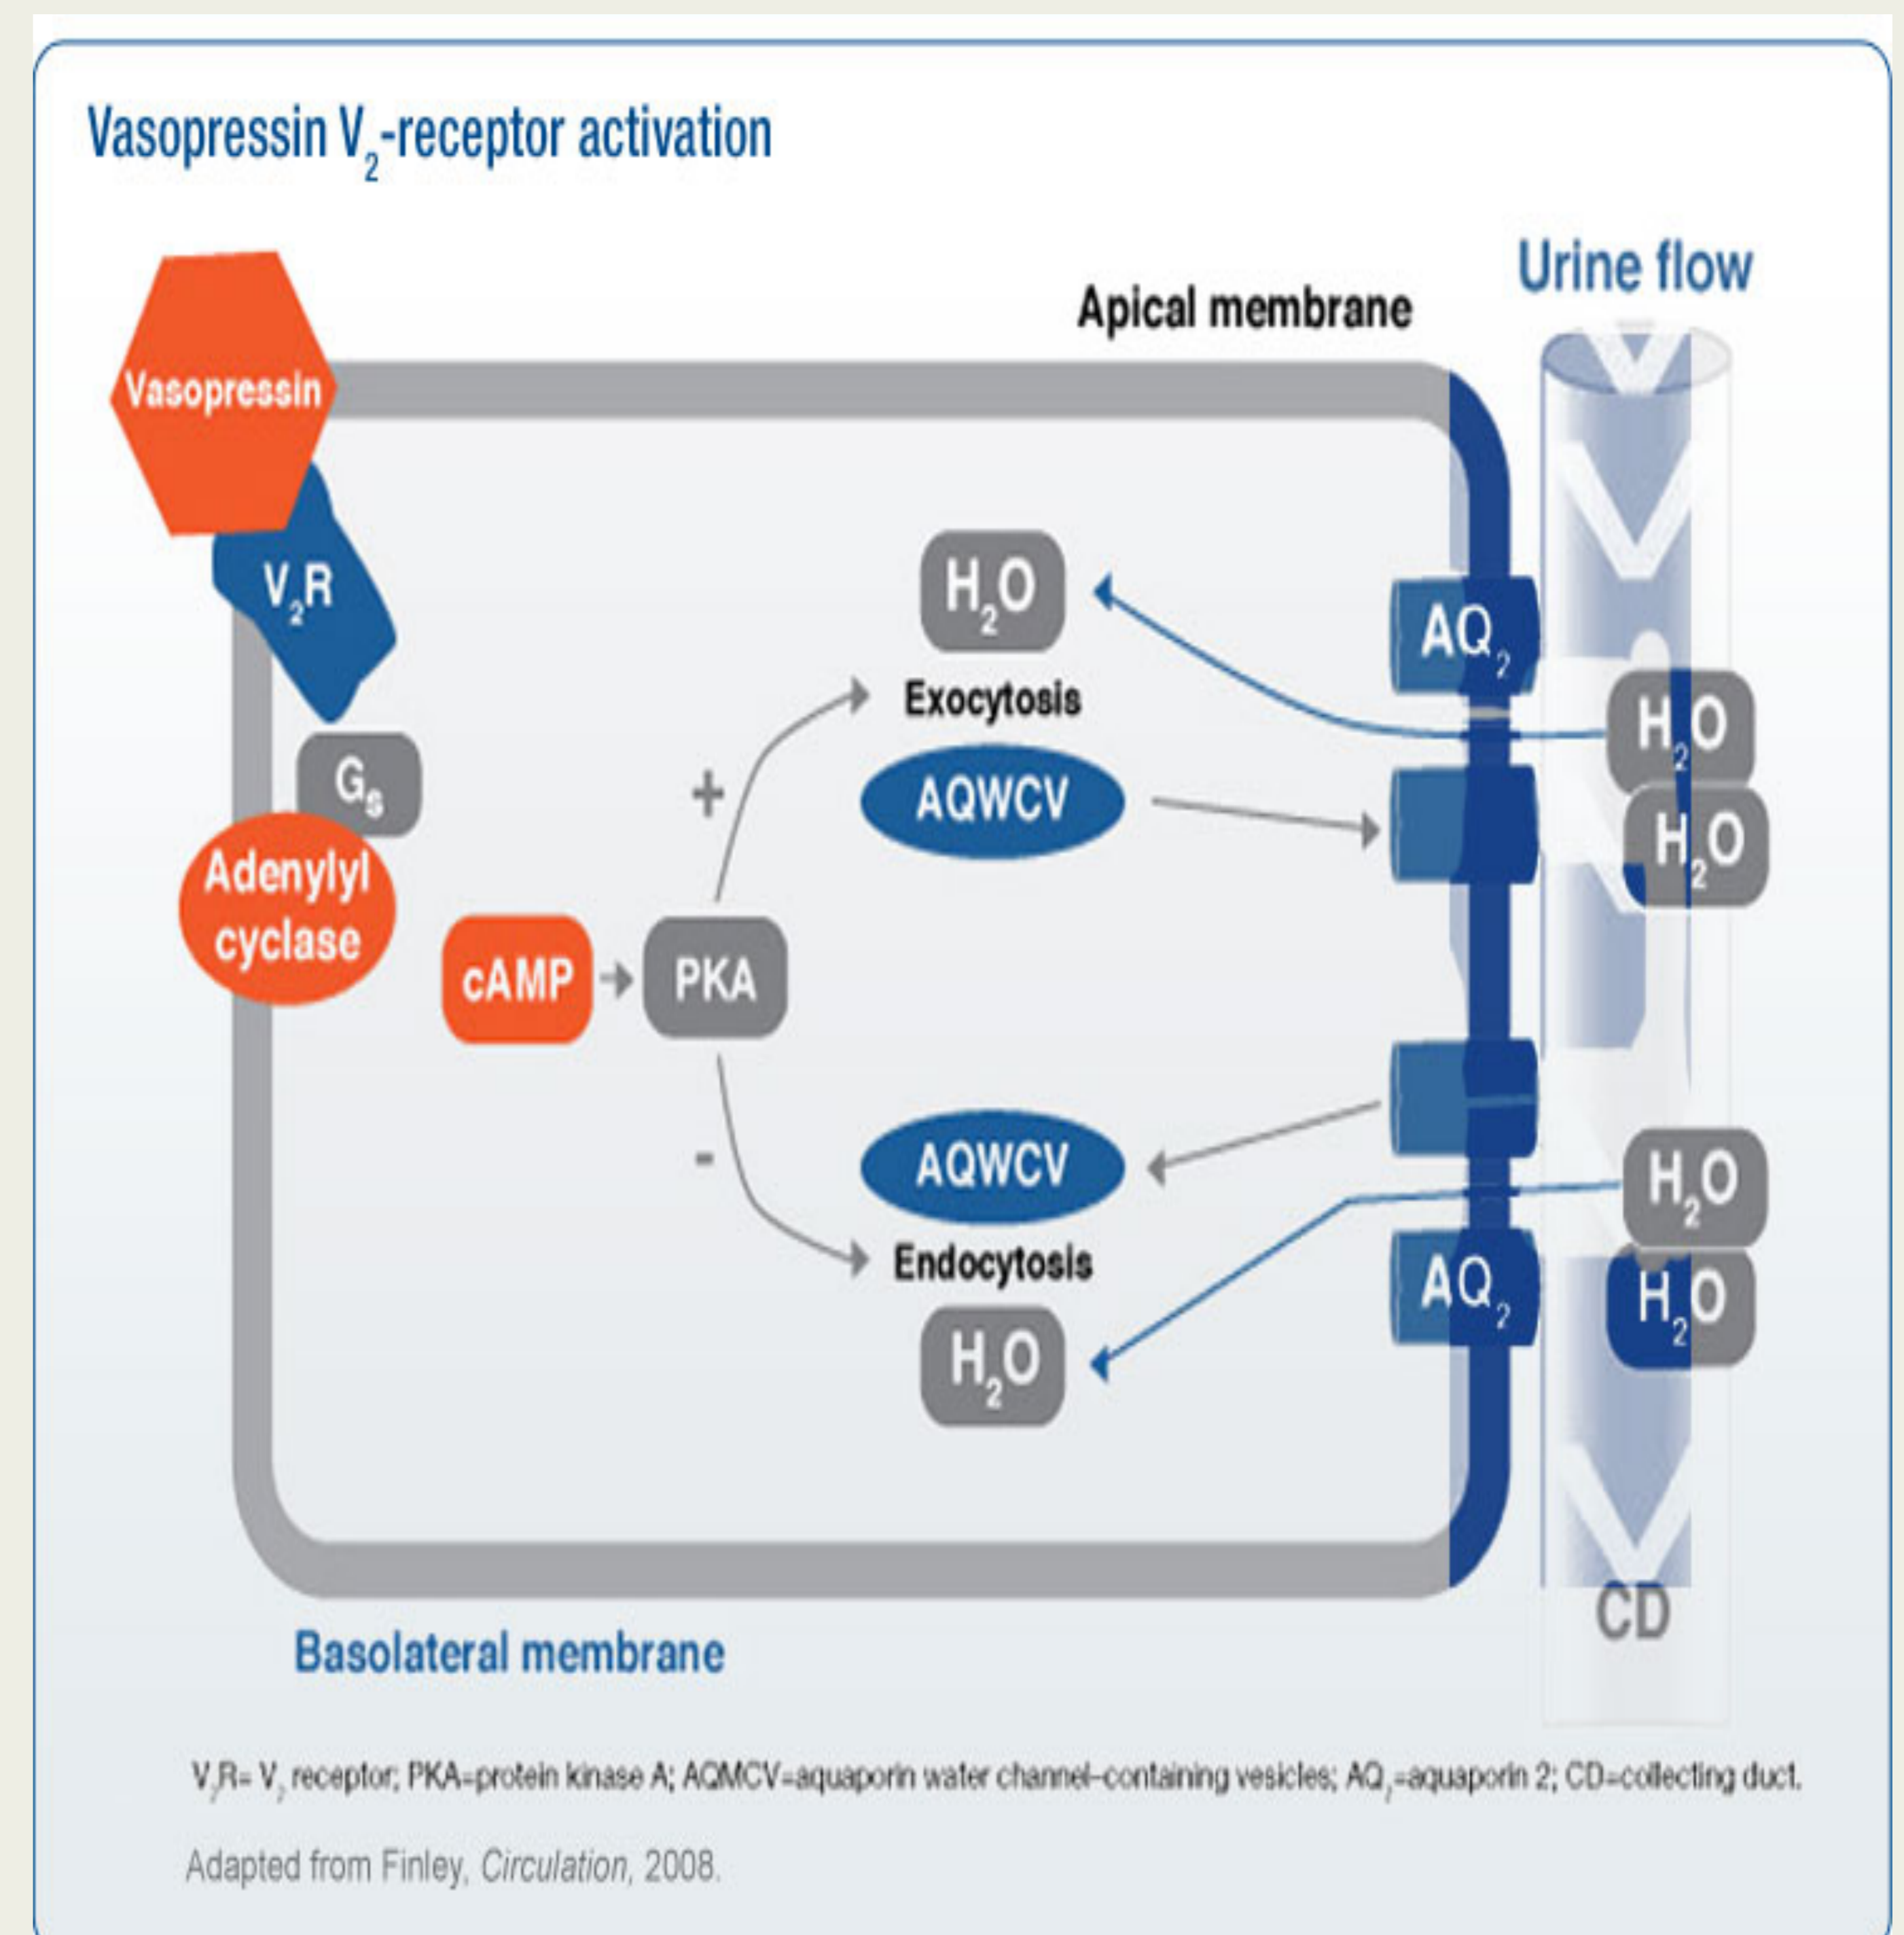 Vasopressin V₂-receptor activation
Urine flow
Apical membrane
Vasopressin
V₂R
Gₛ
Adenylyl
cyclase
cAMP
PKA
+
-
H₂O
Exocytosis
AQWCV
AQWCV
Endocytosis
H₂O
AQ₂
AQ₂
H₂O
H₂O
H₂O
H₂O
CD
Basolateral membrane
V₂R= V₂ receptor; PKA=protein kinase A; AQMCV=aquaporin water channel–containing vesicles; AQ₂=aquaporin 2; CD=collecting duct.
Adapted from Finley, Circulation, 2008.